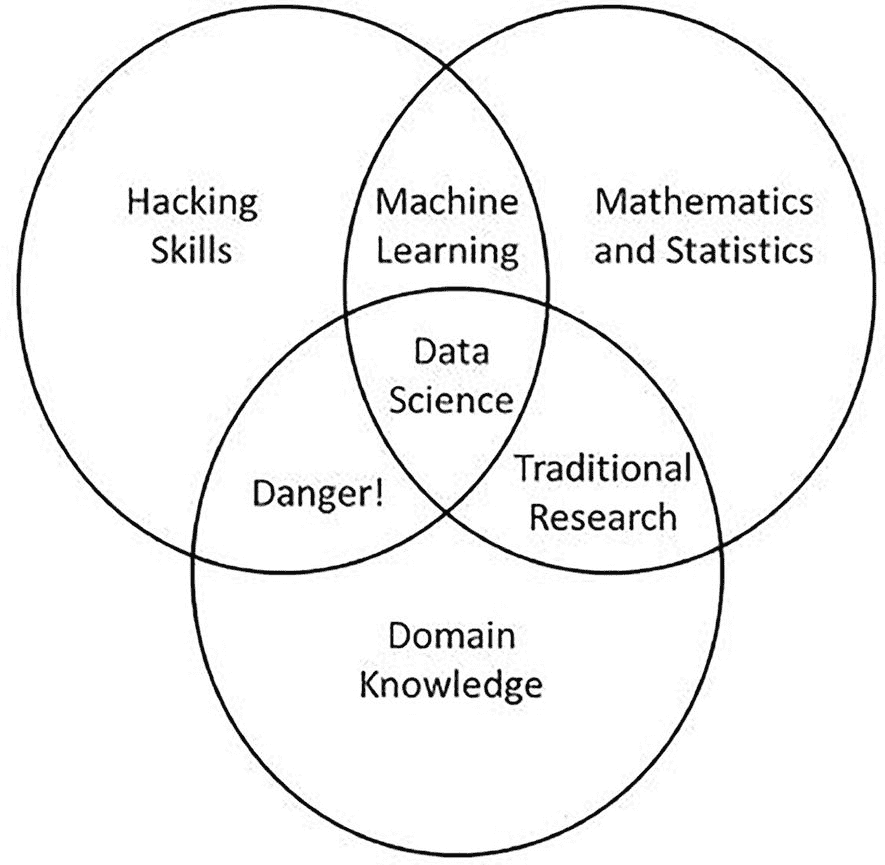 Hacking
Skills
Machine
Learning
Mathematics
and Statistics
Data
Science
Danger!
Traditional
Research
Domain
Knowledge